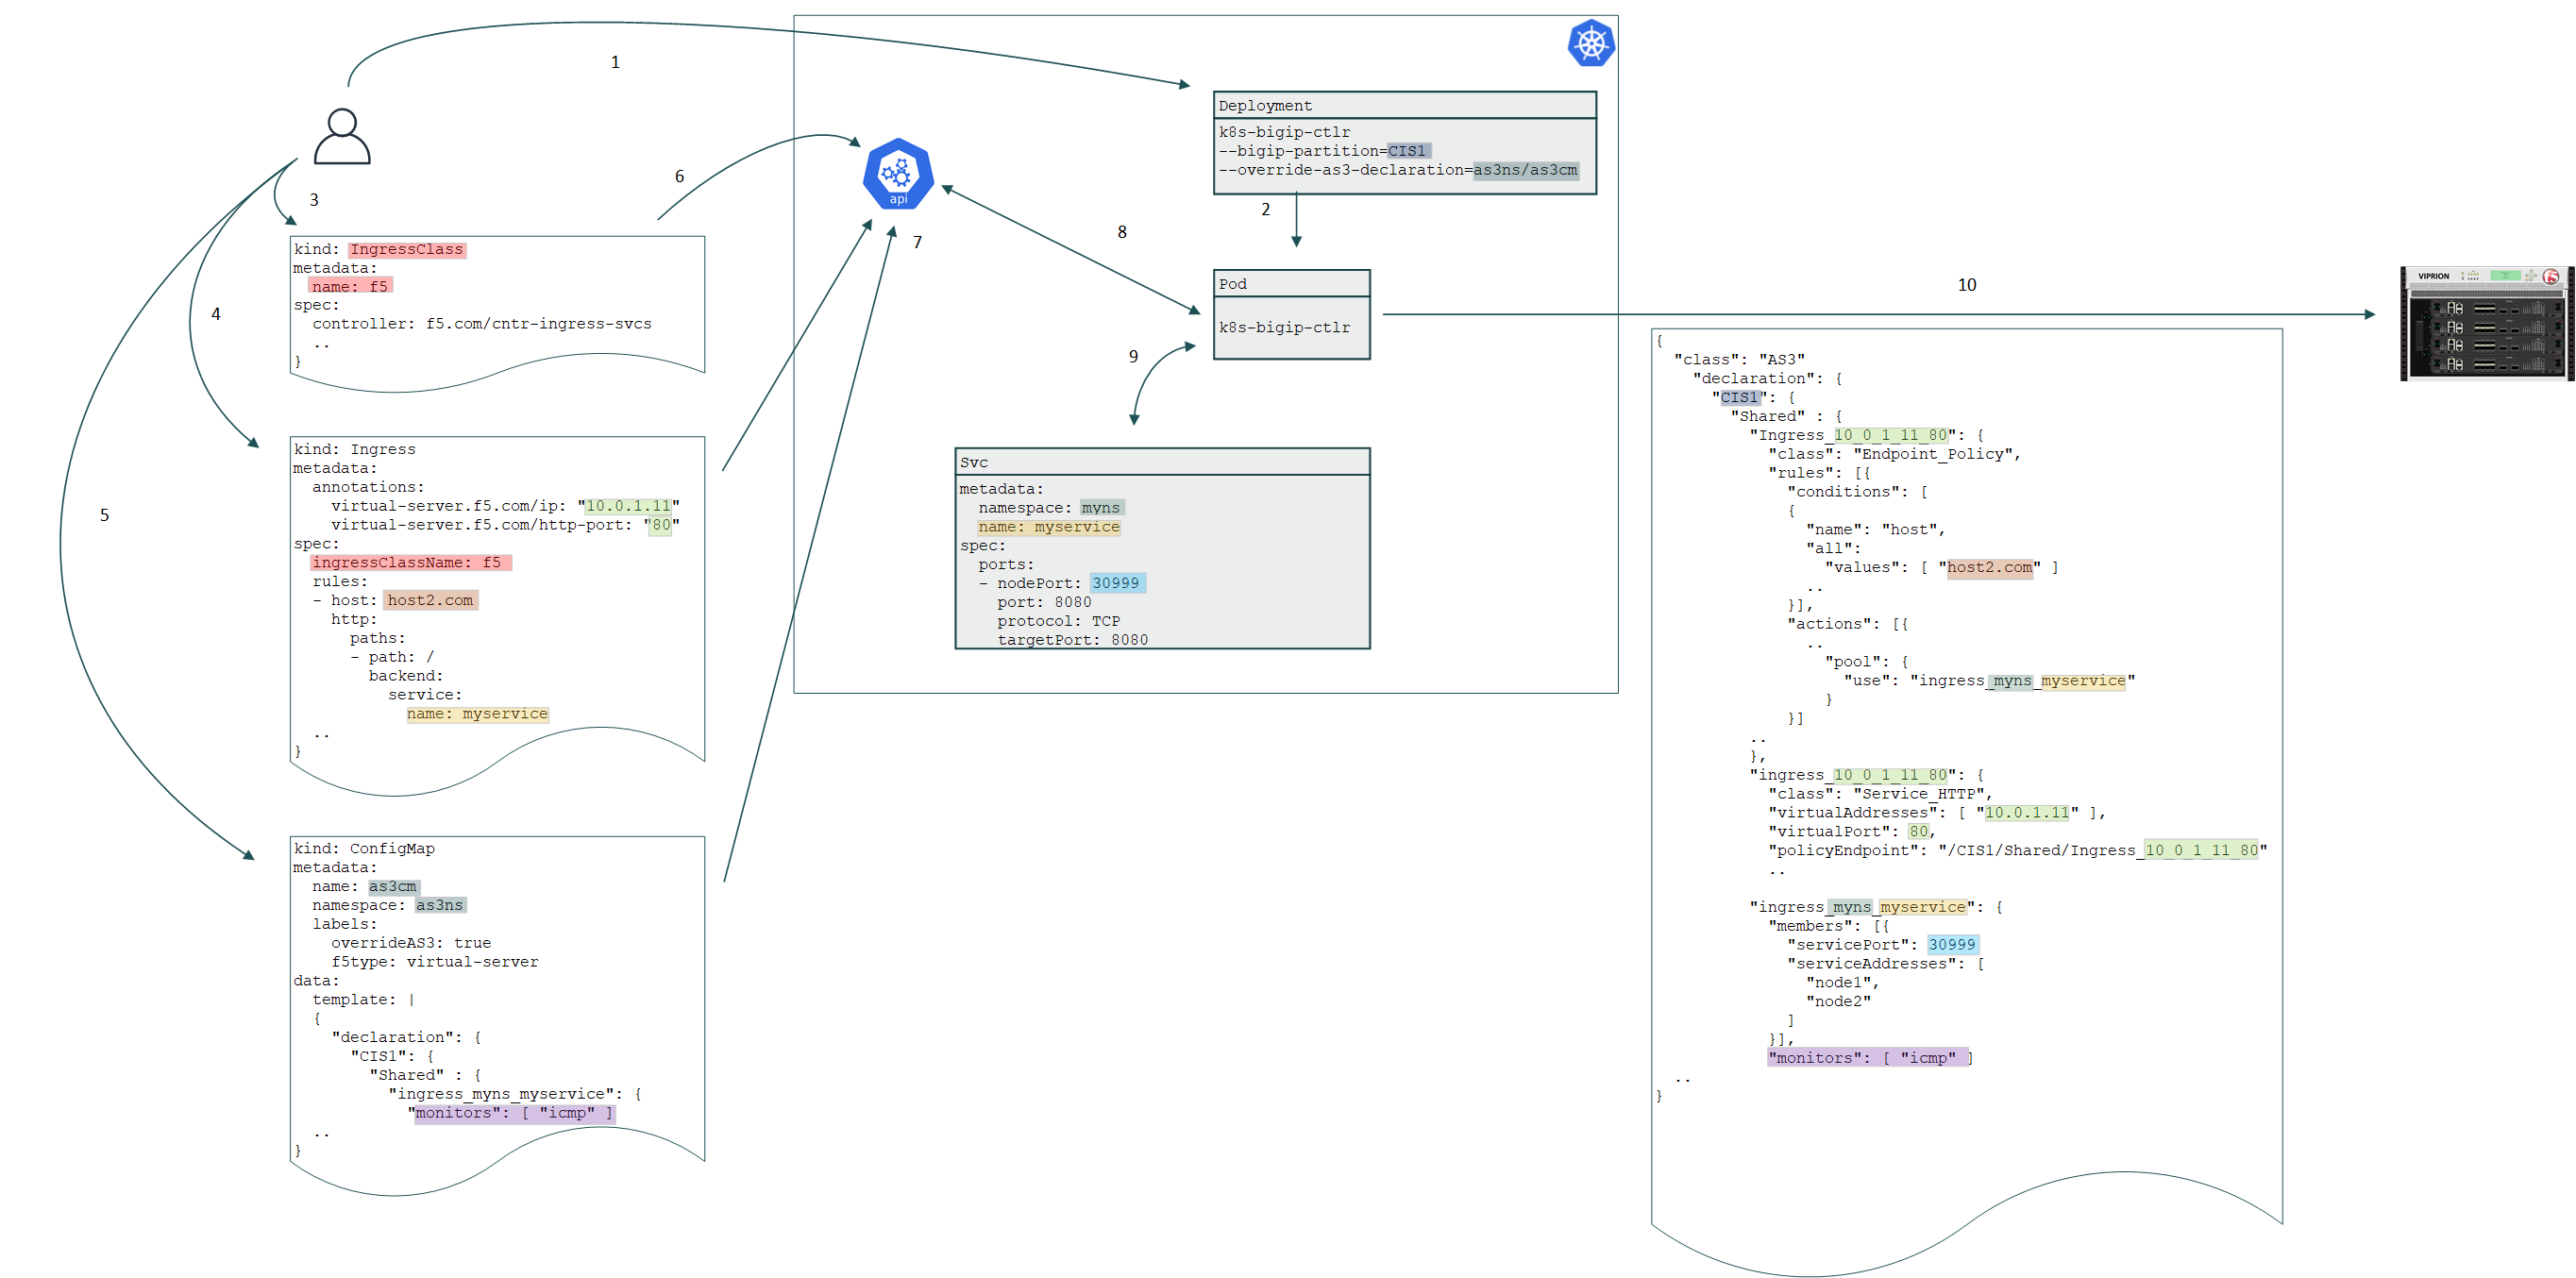 1
Deployment
k8s-bigip-ctlr
--bigip-partition=CIS1
--override-as3-declaration=as3ns/as3cm
api
6
3
2
8
7
4
5
9
10
kind: IngressClass
metadata:
  name: f5
spec:
  controller: f5.com/cntr-ingress-svcs
  ..
}
kind: Ingress
metadata:
  annotations:
    virtual-server.f5.com/ip: "10.0.1.11"
    virtual-server.f5.com/http-port: "80"
spec:
  ingressClassName: f5
  rules:
  - host: host2.com
    http:
      paths:
      - path: /
        backend:
          service:
            name: myservice
  ..
}
kind: ConfigMap
metadata:
  name: as3cm
  namespace: as3ns
  labels:
    overrideAS3: true
    f5type: virtual-server
data:
  template: |
  {
    "declaration": {
      "CIS1": {
        "Shared" : {
          "ingress_myns_myservice": {
            "monitors": [ "icmp" ]
  ..
}
Pod
k8s-bigip-ctlr
Svc
metadata:
  namespace: myns
  name: myservice
spec:
  ports:
  - nodePort: 30999
    port: 8080
    protocol: TCP
    targetPort: 8080
VIPRION
{
  "class": "AS3"
    "declaration": {
      "CIS1": {
        "Shared" : {
          "Ingress_10_0_1_11_80": {
            "class": "Endpoint_Policy",
            "rules": [{
              "conditions": [
              {
                "name": "host",
                "all":
                  "values": [ "host2.com" ]
                ..
              }],
              "actions": [{
                ..
                  "pool": {
                    "use": "ingress_myns_myservice"
                  }
              }]
          ..
          },
          "ingress_10_0_1_11_80": {
            "class": "Service_HTTP",
            "virtualAddresses": [ "10.0.1.11" ],
            "virtualPort": 80,
            "policyEndpoint": "/CIS1/Shared/Ingress_10_0_1_11_80"
            ..
          "ingress_myns_myservice": {
            "members": [{
              "servicePort": 30999
              "serviceAddresses": [
                "node1",
                "node2"
              ]
            }],
            "monitors": [ "icmp" ]
  ..
}